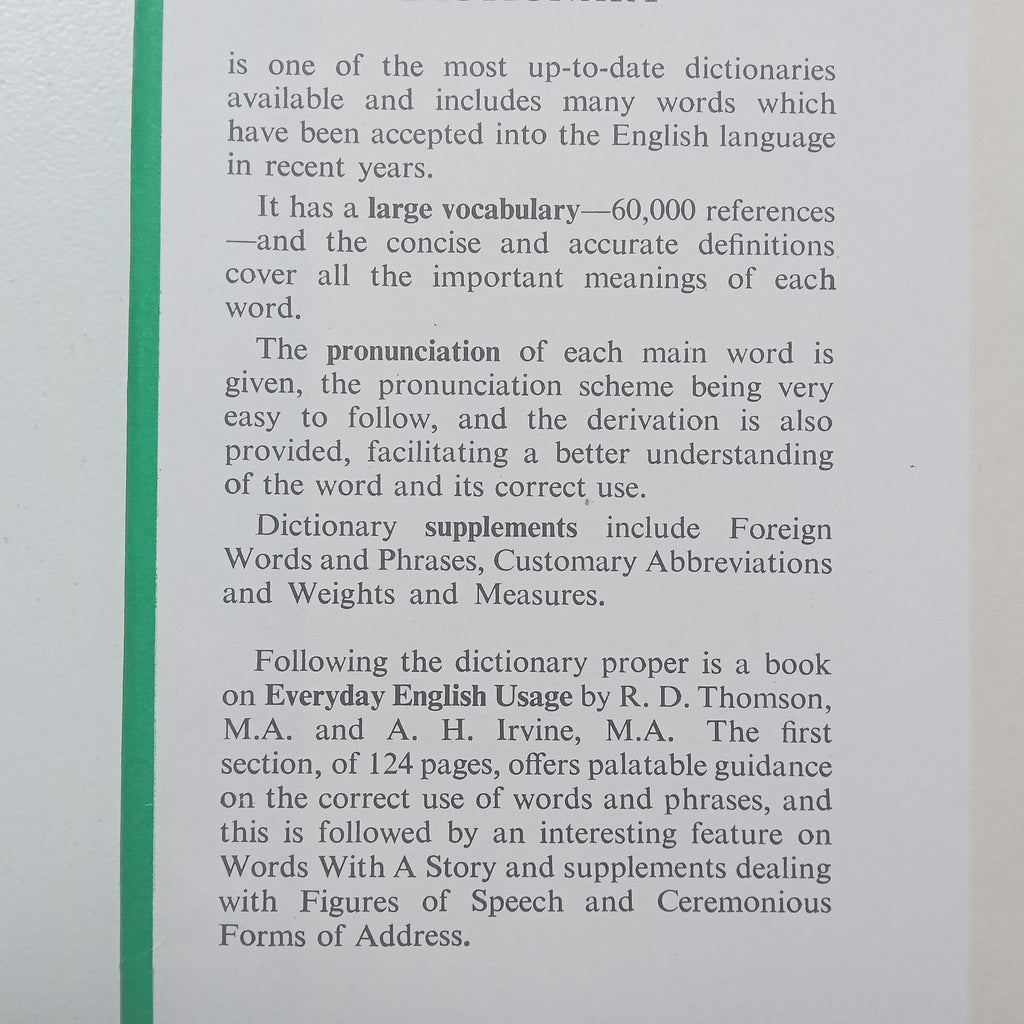 is one of the most up-to-date dictionaries
available and includes many words which
have been accepted into the English language
in recent years.
It has a large vocabulary—60,000 references
—and the concise and accurate definitions
cover all the important meanings of each
word.
The pronunciation of each main word is
given, the pronunciation scheme being very
easy to follow, and the derivation is also
provided, facilitating a better understanding
of the word and its correct use.
Dictionary supplements include Foreign
Words and Phrases, Customary Abbreviations
and Weights and Measures.
Following the dictionary proper is a book
on Everyday English Usage by R. D. Thomson,
M.A. and A. H. Irvine, M.A. The first
section, of 124 pages, offers palatable guidance
on the correct use of words and phrases, and
this is followed by an interesting feature on
Words With A Story and supplements dealing
with Figures of Speech and Ceremonious
Forms of Address.